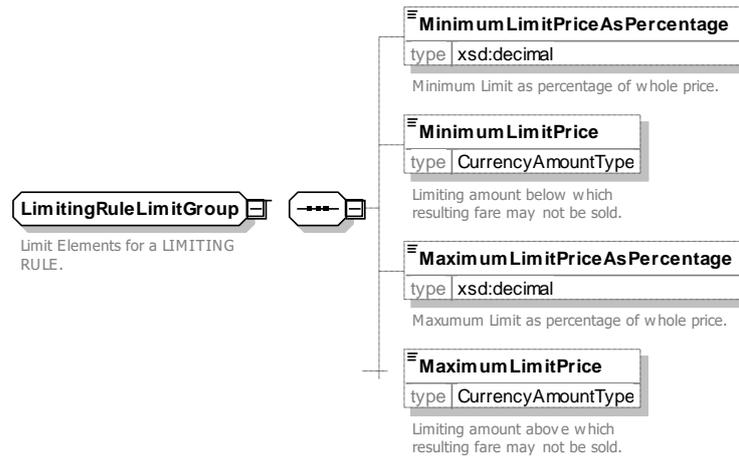 MinimumLimitPriceAsPercentage
type xsd:decimal
Minimum Limit as percentage of whole price.
MinimumLimitPrice
type CurrencyAmountType
Limiting amount below which
resulting fare may not be sold.
LimitingRuleLimitGroup
Limit Elements for a LIMITING
RULE.
MaximumLimitPriceAsPercentage
type xsd:decimal
Maxumum Limit as percentage of whole price.
MaximumLimitPrice
type CurrencyAmountType
Limiting amount above which
resulting fare may not be sold.